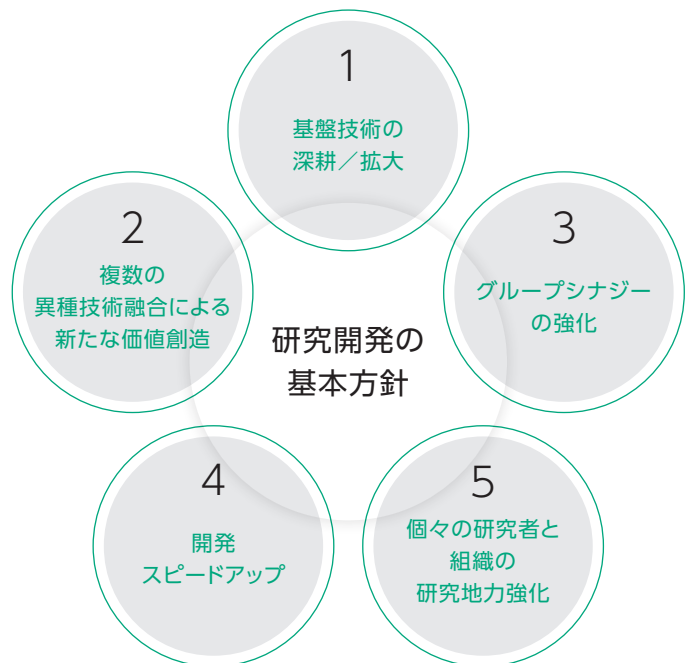 1
基盤技術の
深耕／拡大
2
複数の
異種技術融合による
新たな価値創造
3
グループシナジー
の強化
研究開発の
基本方針
4
開発
スピードアップ
5
個々の研究者と
組織の
研究地力強化